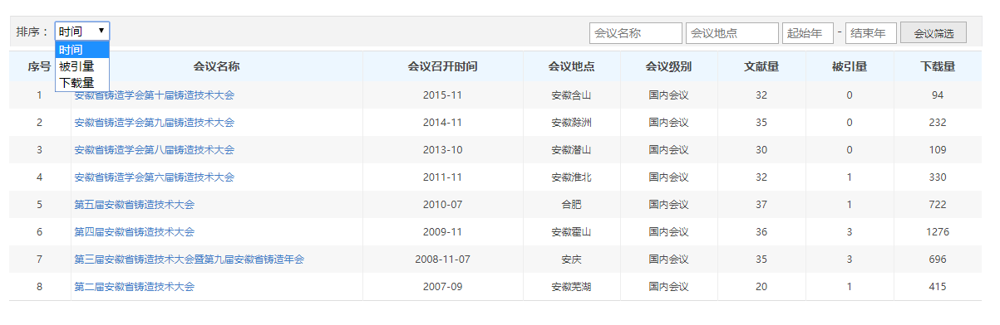 排序： 时间 会议名称 会议地点 起始年 - 结束年 会议筛选
时间
被引量
下载量
序号 会议名称 会议召开时间 会议地点 会议级别 文献量 被引量 下载量
1 安徽省铸造学会第十届铸造技术大会 2015-11 安徽含山 国内会议 32 0 94
2 安徽省铸造学会第九届铸造技术大会 2014-11 安徽滁洲 国内会议 35 0 232
3 安徽省铸造学会第八届铸造技术大会 2013-10 安徽潜山 国内会议 30 0 109
4 安徽省铸造学会第六届铸造技术大会 2011-11 安徽淮北 国内会议 32 1 330
5 第五届安徽省铸造技术大会 2010-07 合肥 国内会议 37 1 722
6 第四届安徽省铸造技术大会 2009-11 安徽霍山 国内会议 36 3 1276
7 第三届安徽省铸造技术大会暨第九届安徽省铸造年会 2008-11-07 安庆 国内会议 35 3 696
8 第二届安徽省铸造技术大会 2007-09 安徽芜湖 国内会议 20 1 415